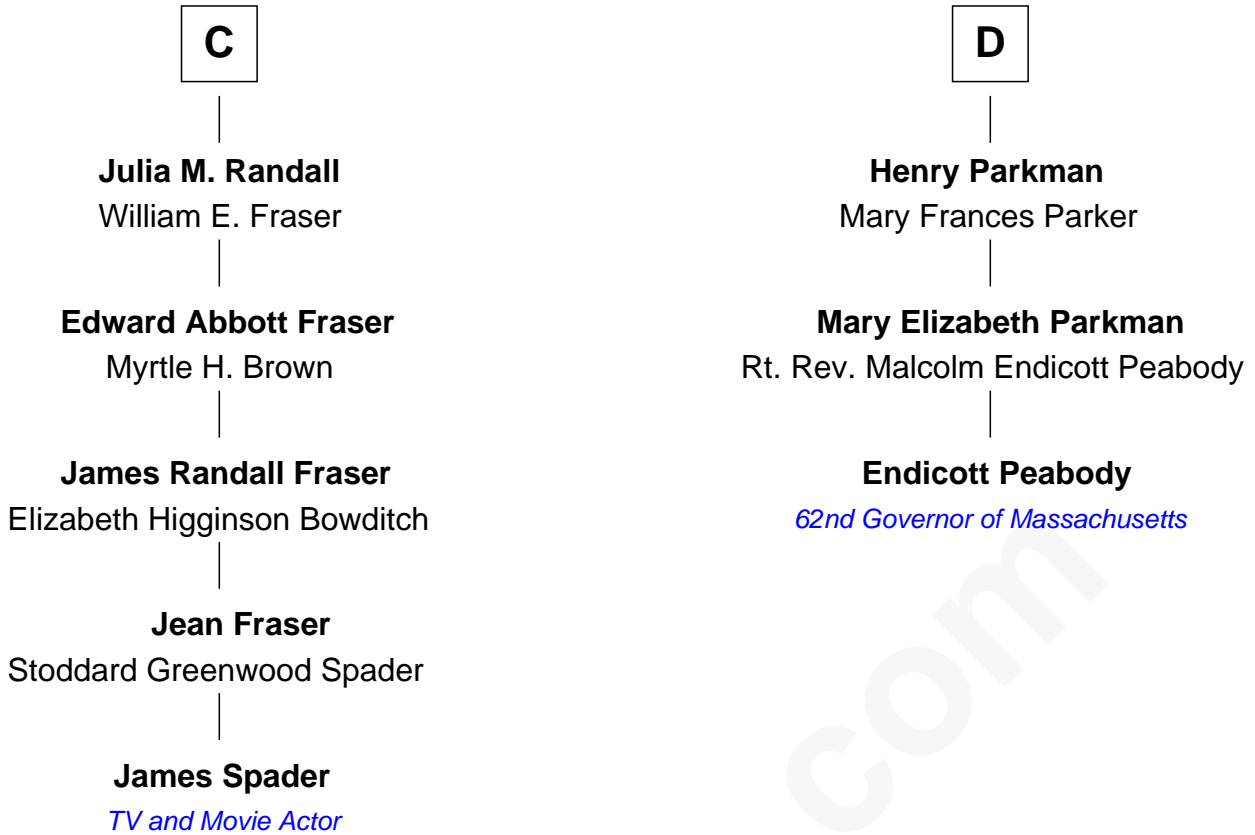 C
Julia M. Randall
William E. Fraser
Edward Abbott Fraser
Myrtle H. Brown
James Randall Fraser
Elizabeth Higginson Bowditch
Jean Fraser
Stoddard Greenwood Spader
James Spader
TV and Movie Actor
D
Henry Parkman
Mary Frances Parker
Mary Elizabeth Parkman
Rt. Rev. Malcolm Endicott Peabody
Endicott Peabody
62nd Governor of Massachusetts
com